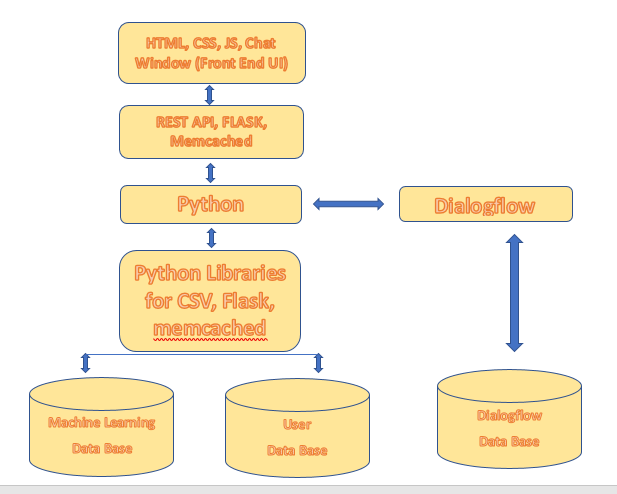 HTML, CSS, JS, Chat
Window (Front End UI)
REST API, FLASK,
Memcached
Python
Dialogflow
Python Libraries
for CSV, Flask,
memcached
Machine Learning
Data Base
User
Data Base
Dialogflow
Data Base